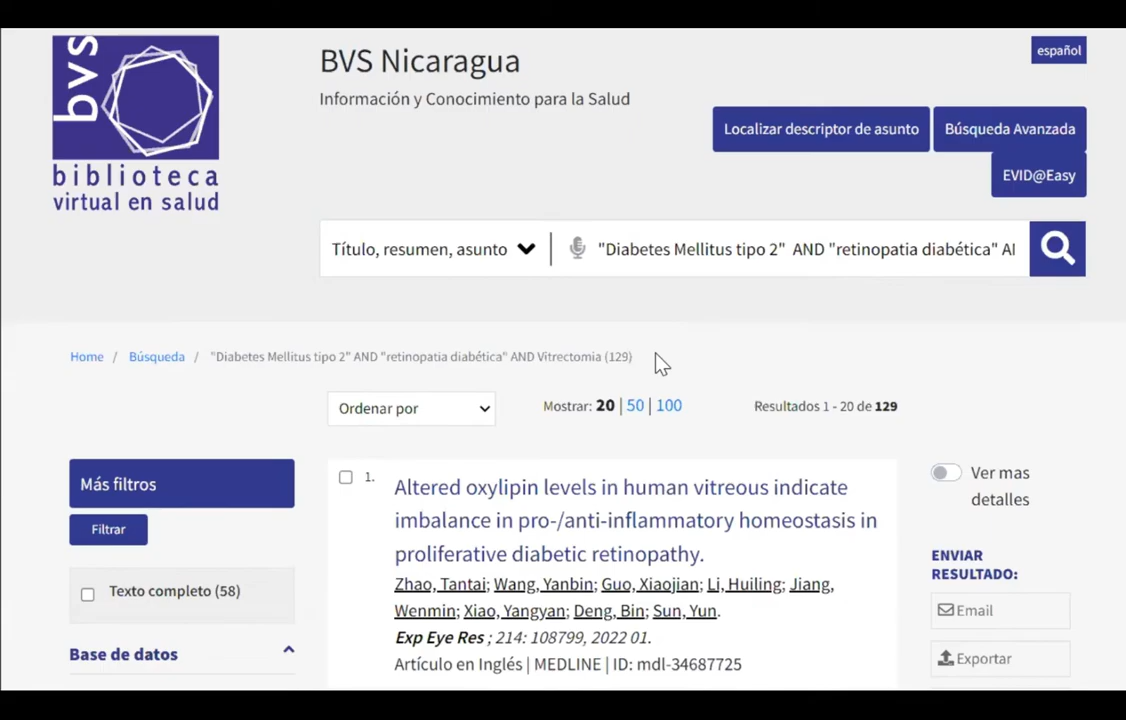 bvs
biblioteca
virtual en salud
BVS Nicaragua
Información y Conocimiento para la Salud
español
Localizar descriptor de asunto
Búsqueda Avanzada
EVID@Easy
Título, resumen, asunto
"Diabetes Mellitus tipo 2" AND "retinopatia diabética" AI
Home / Búsqueda / "Diabetes Mellitus tipo 2" AND "retinopatia diabética" AND Vitrectomia (129)
Ordenar por
Mostrar: 20 | 50 | 100
Resultados 1 - 20 de 129
Más filtros
Filtrar
Texto completo (58)
Base de datos
1.
Altered oxylipin levels in human vitreous indicate
imbalance in pro-/anti-inflammatory homeostasis in
proliferative diabetic retinopathy.
Zhao, Tantai; Wang, Yanbin; Guo, Xiaojian; Li, Huiling; Jiang,
Wenmin; Xiao, Yangyan; Deng, Bin; Sun, Yun.
Exp Eye Res ; 214: 108799, 2022 01.
Artículo en Inglés | MEDLINE | ID: mdl-34687725
Ver mas
detalles
ENVIAR
RESULTADO:
Email
Exportar